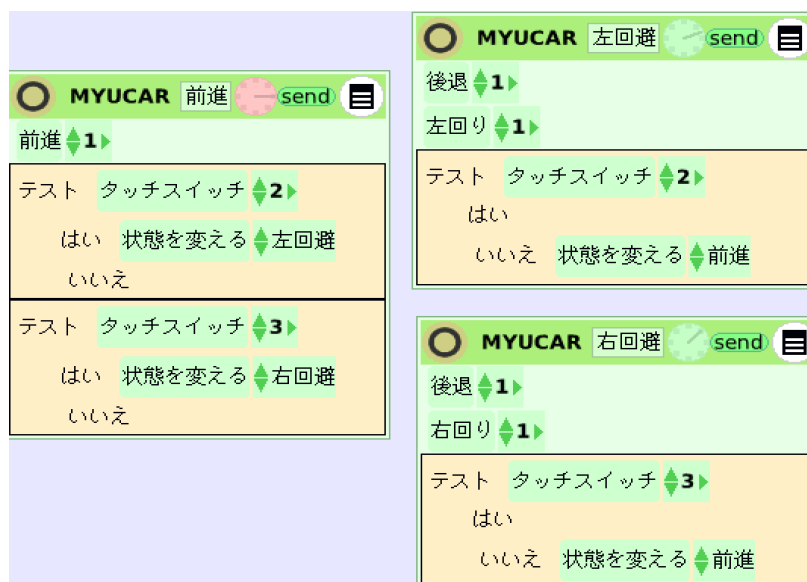 MYUCAR 前進 send
前進 1
テスト タッチスイッチ 2
はい 状態を変える 左回避
いいえ
テスト タッチスイッチ 3
はい 状態を変える 右回避
いいえ
MYUCAR 左回避 send
後退 1
左回り 1
テスト タッチスイッチ 2
はい
いいえ 状態を変える 前進
MYUCAR 右回避 send
後退 1
右回り 1
テスト タッチスイッチ 3
はい
いいえ 状態を変える 前進